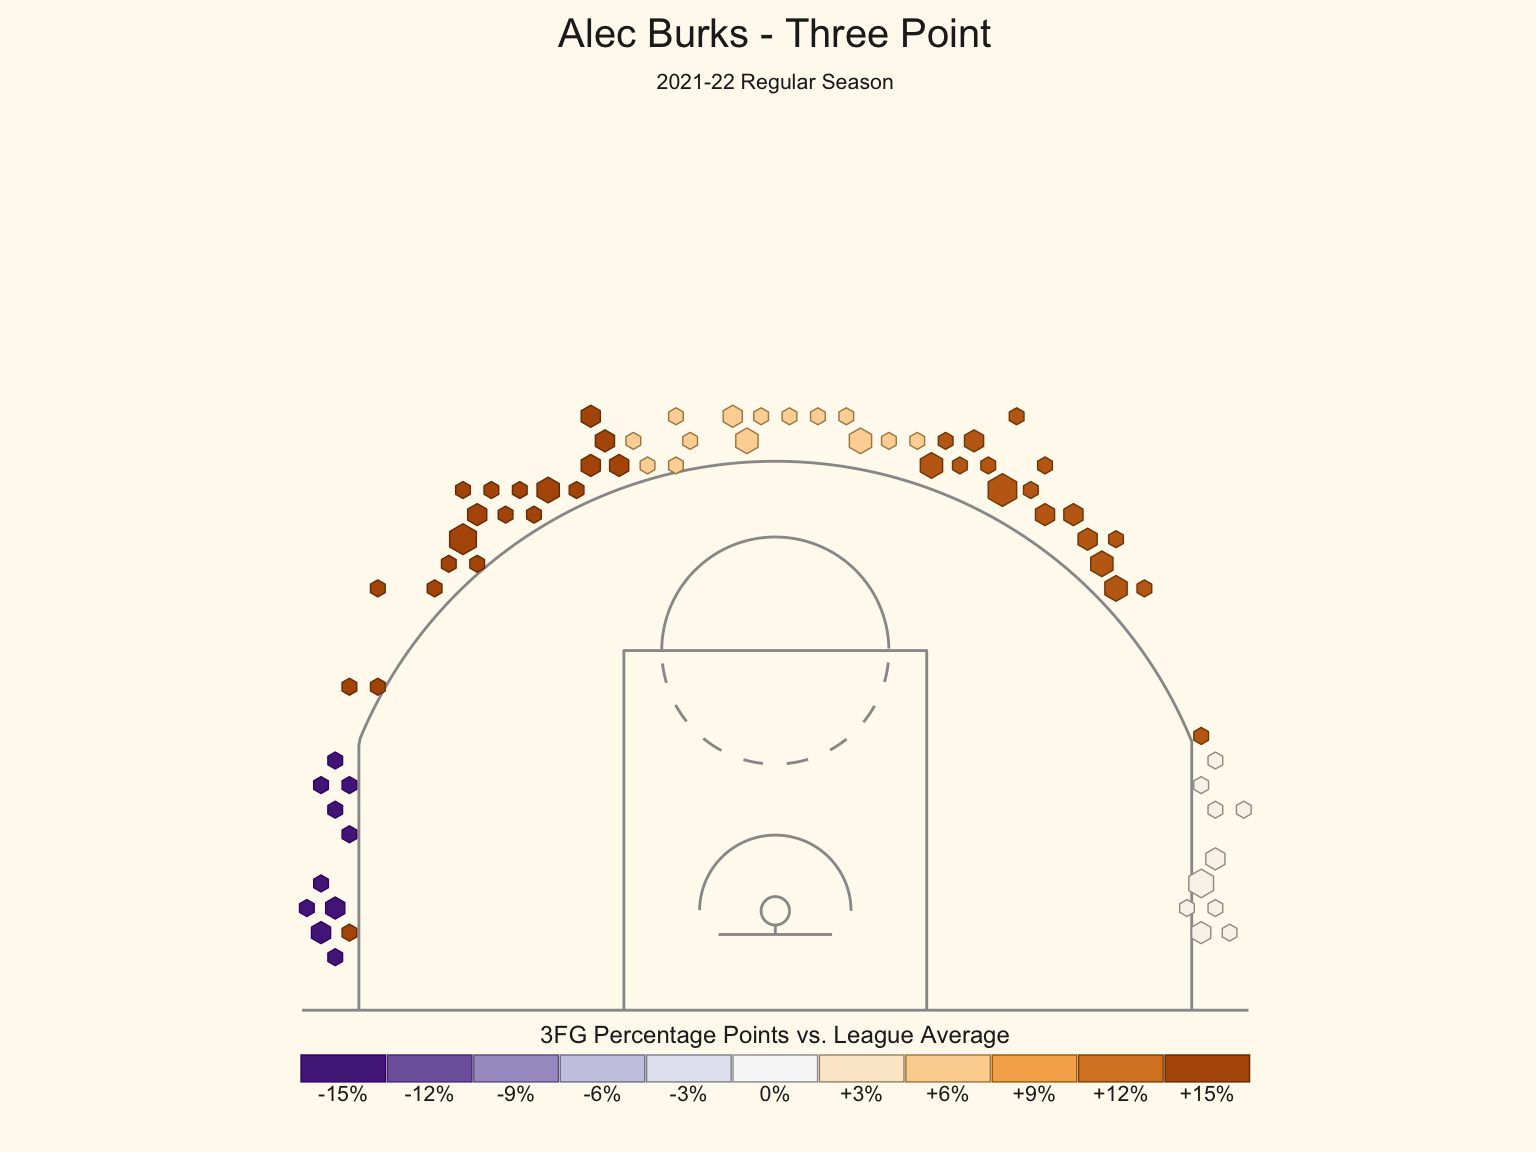 Alec Burks - Three Point
2021-22 Regular Season
3FG Percentage Points vs. League Average
-15% -12% -9% -6% -3% 0% +3% +6% +9% +12% +15%